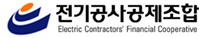 전기공사공제조합
Electric Contractors' Financial Cooperative